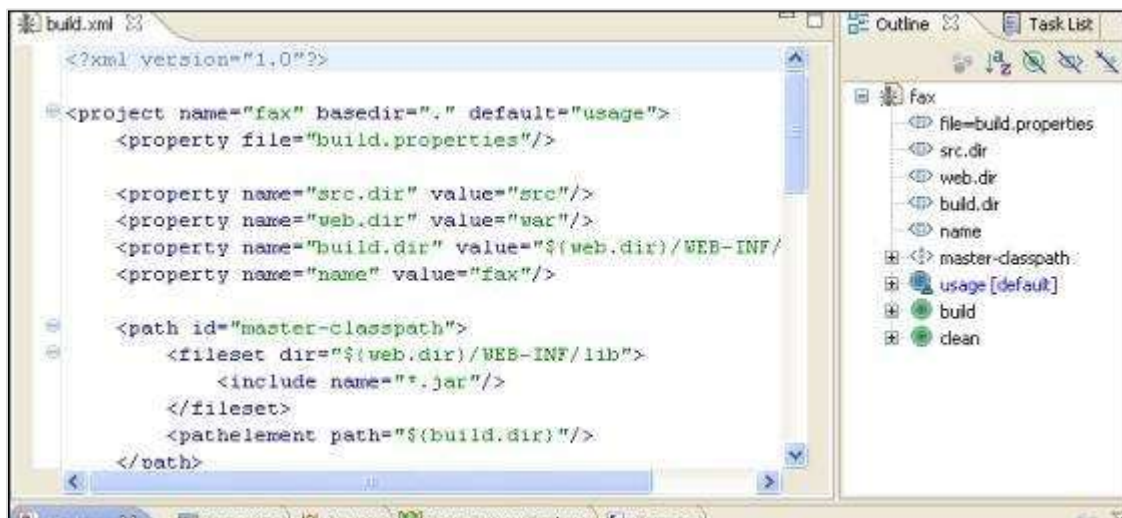 build.xml
<?xml version="1.0"?>
<project name="fax" basedir="." default="usage">
<property file="build.properties"/>
<property name="src.dir" value="src"/>
<property name="web.dir" value="war"/>
<property name="build.dir" value="${web.dir}/WEB-INF/
<property name="name" value="fax"/>
<path id="master-classpath">
<fileset dir="${web.dir}/WEB-INF/lib">
<include name="*.jar"/>
</fileset>
<pathelement path="${build.dir}"/>
</path>
Outline
Task List
fax
file=build.properties
src.dir
web.dir
build.dir
name
master-classpath
usage [default]
build
clean